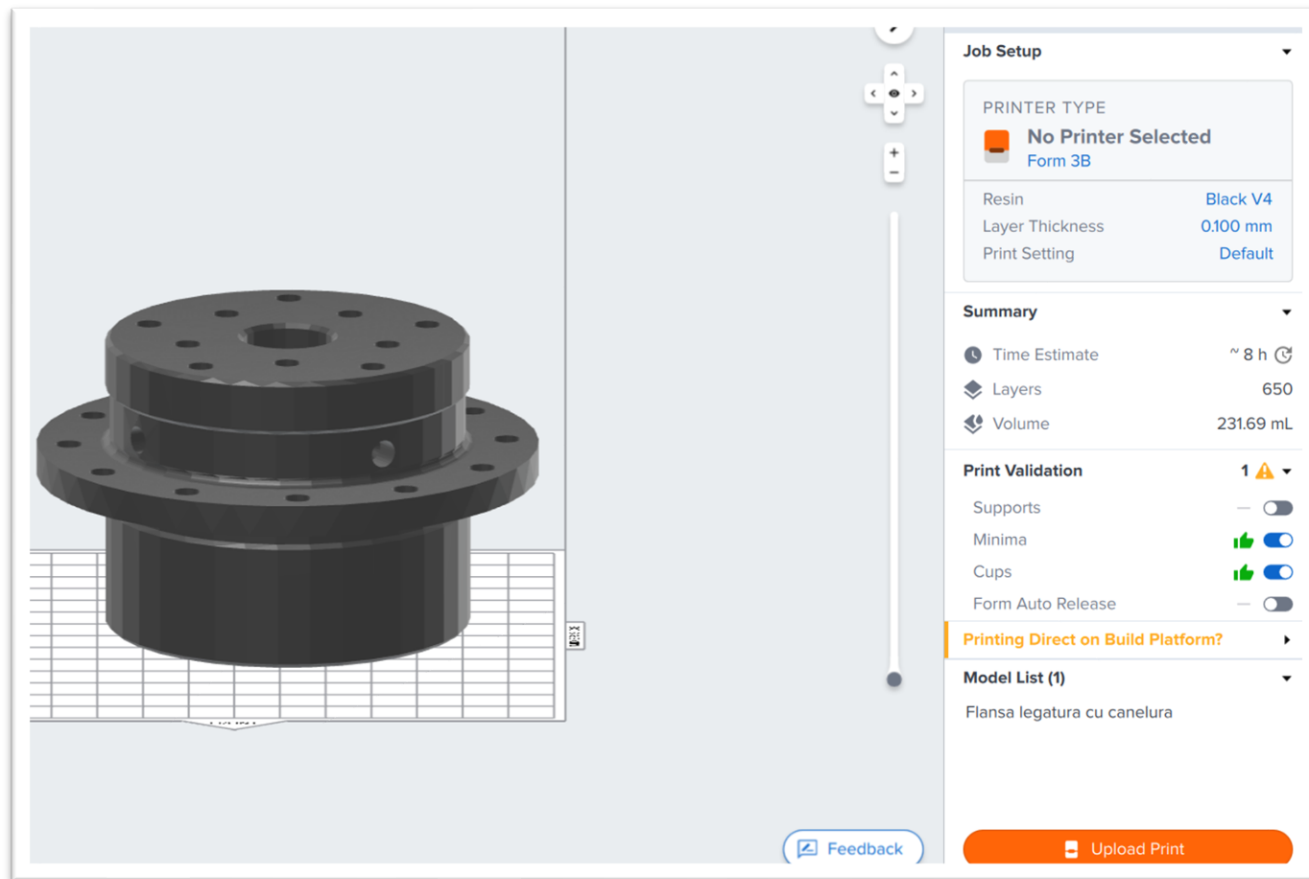 Job Setup
PRINTER TYPE
No Printer Selected
Form 3B
Resin Black V4
Layer Thickness 0.100 mm
Print Setting Default
Summary
Time Estimate ~ 8 h
Layers 650
Volume 231.69 mL
Print Validation 1
Supports —
Minima
Cups
Form Auto Release —
Printing Direct on Build Platform?
Model List (1)
Flansa legatura cu canelura
Feedback
Upload Print